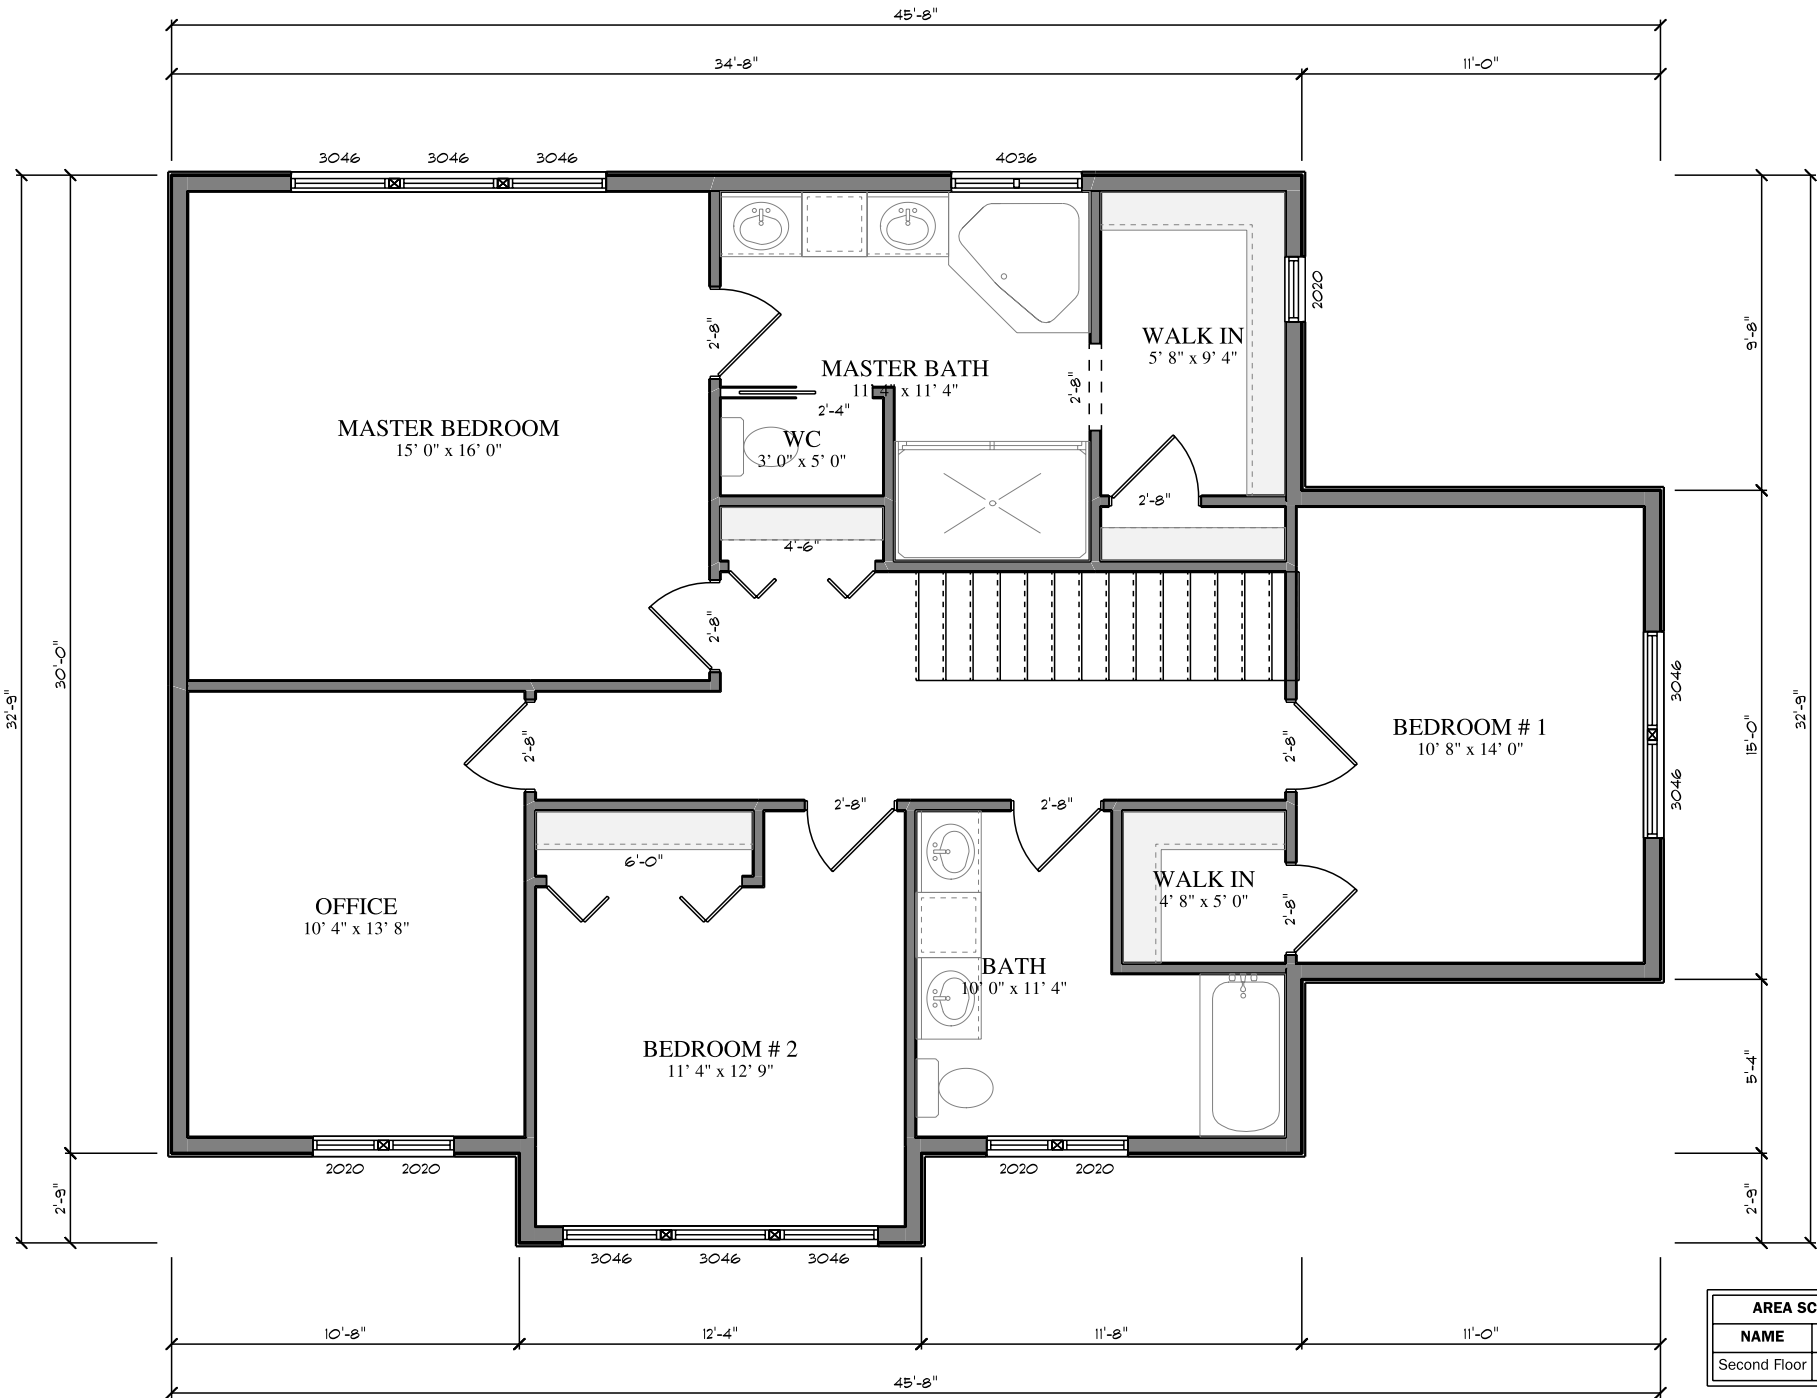 45'-8"
34'-8" 11'-0"
3046 3046 3046 4036
2020
9'-8"
2'-8"
WALK IN
5' 8" x 9' 4"
MASTER BATH
11' 4" x 11' 4"
2'-8"
2'-4"
MASTER BEDROOM
15' 0" x 16' 0"
WC
3' 0" x 5' 0"
2'-8"
4'-6"
2'-8"
30'-0"
32'-9"
3046
32'-9"
15'-0"
BEDROOM # 1
10' 8" x 14' 0"
2'-8"
2'-8"
3046
2'-8" 2'-8"
6'-0"
WALK IN
4' 8" x 5' 0"
2'-8"
OFFICE
10' 4" x 13' 8"
BATH
10' 0" x 11' 4"
BEDROOM # 2
11' 4" x 12' 9"
5'-4"
2020 2020 2020 2020
2'-9"
2'-9"
3046 3046 3046
10'-8" 12'-4" 11'-8" 11'-0"
45'-8"
AREA SC
NAME
Second Floor